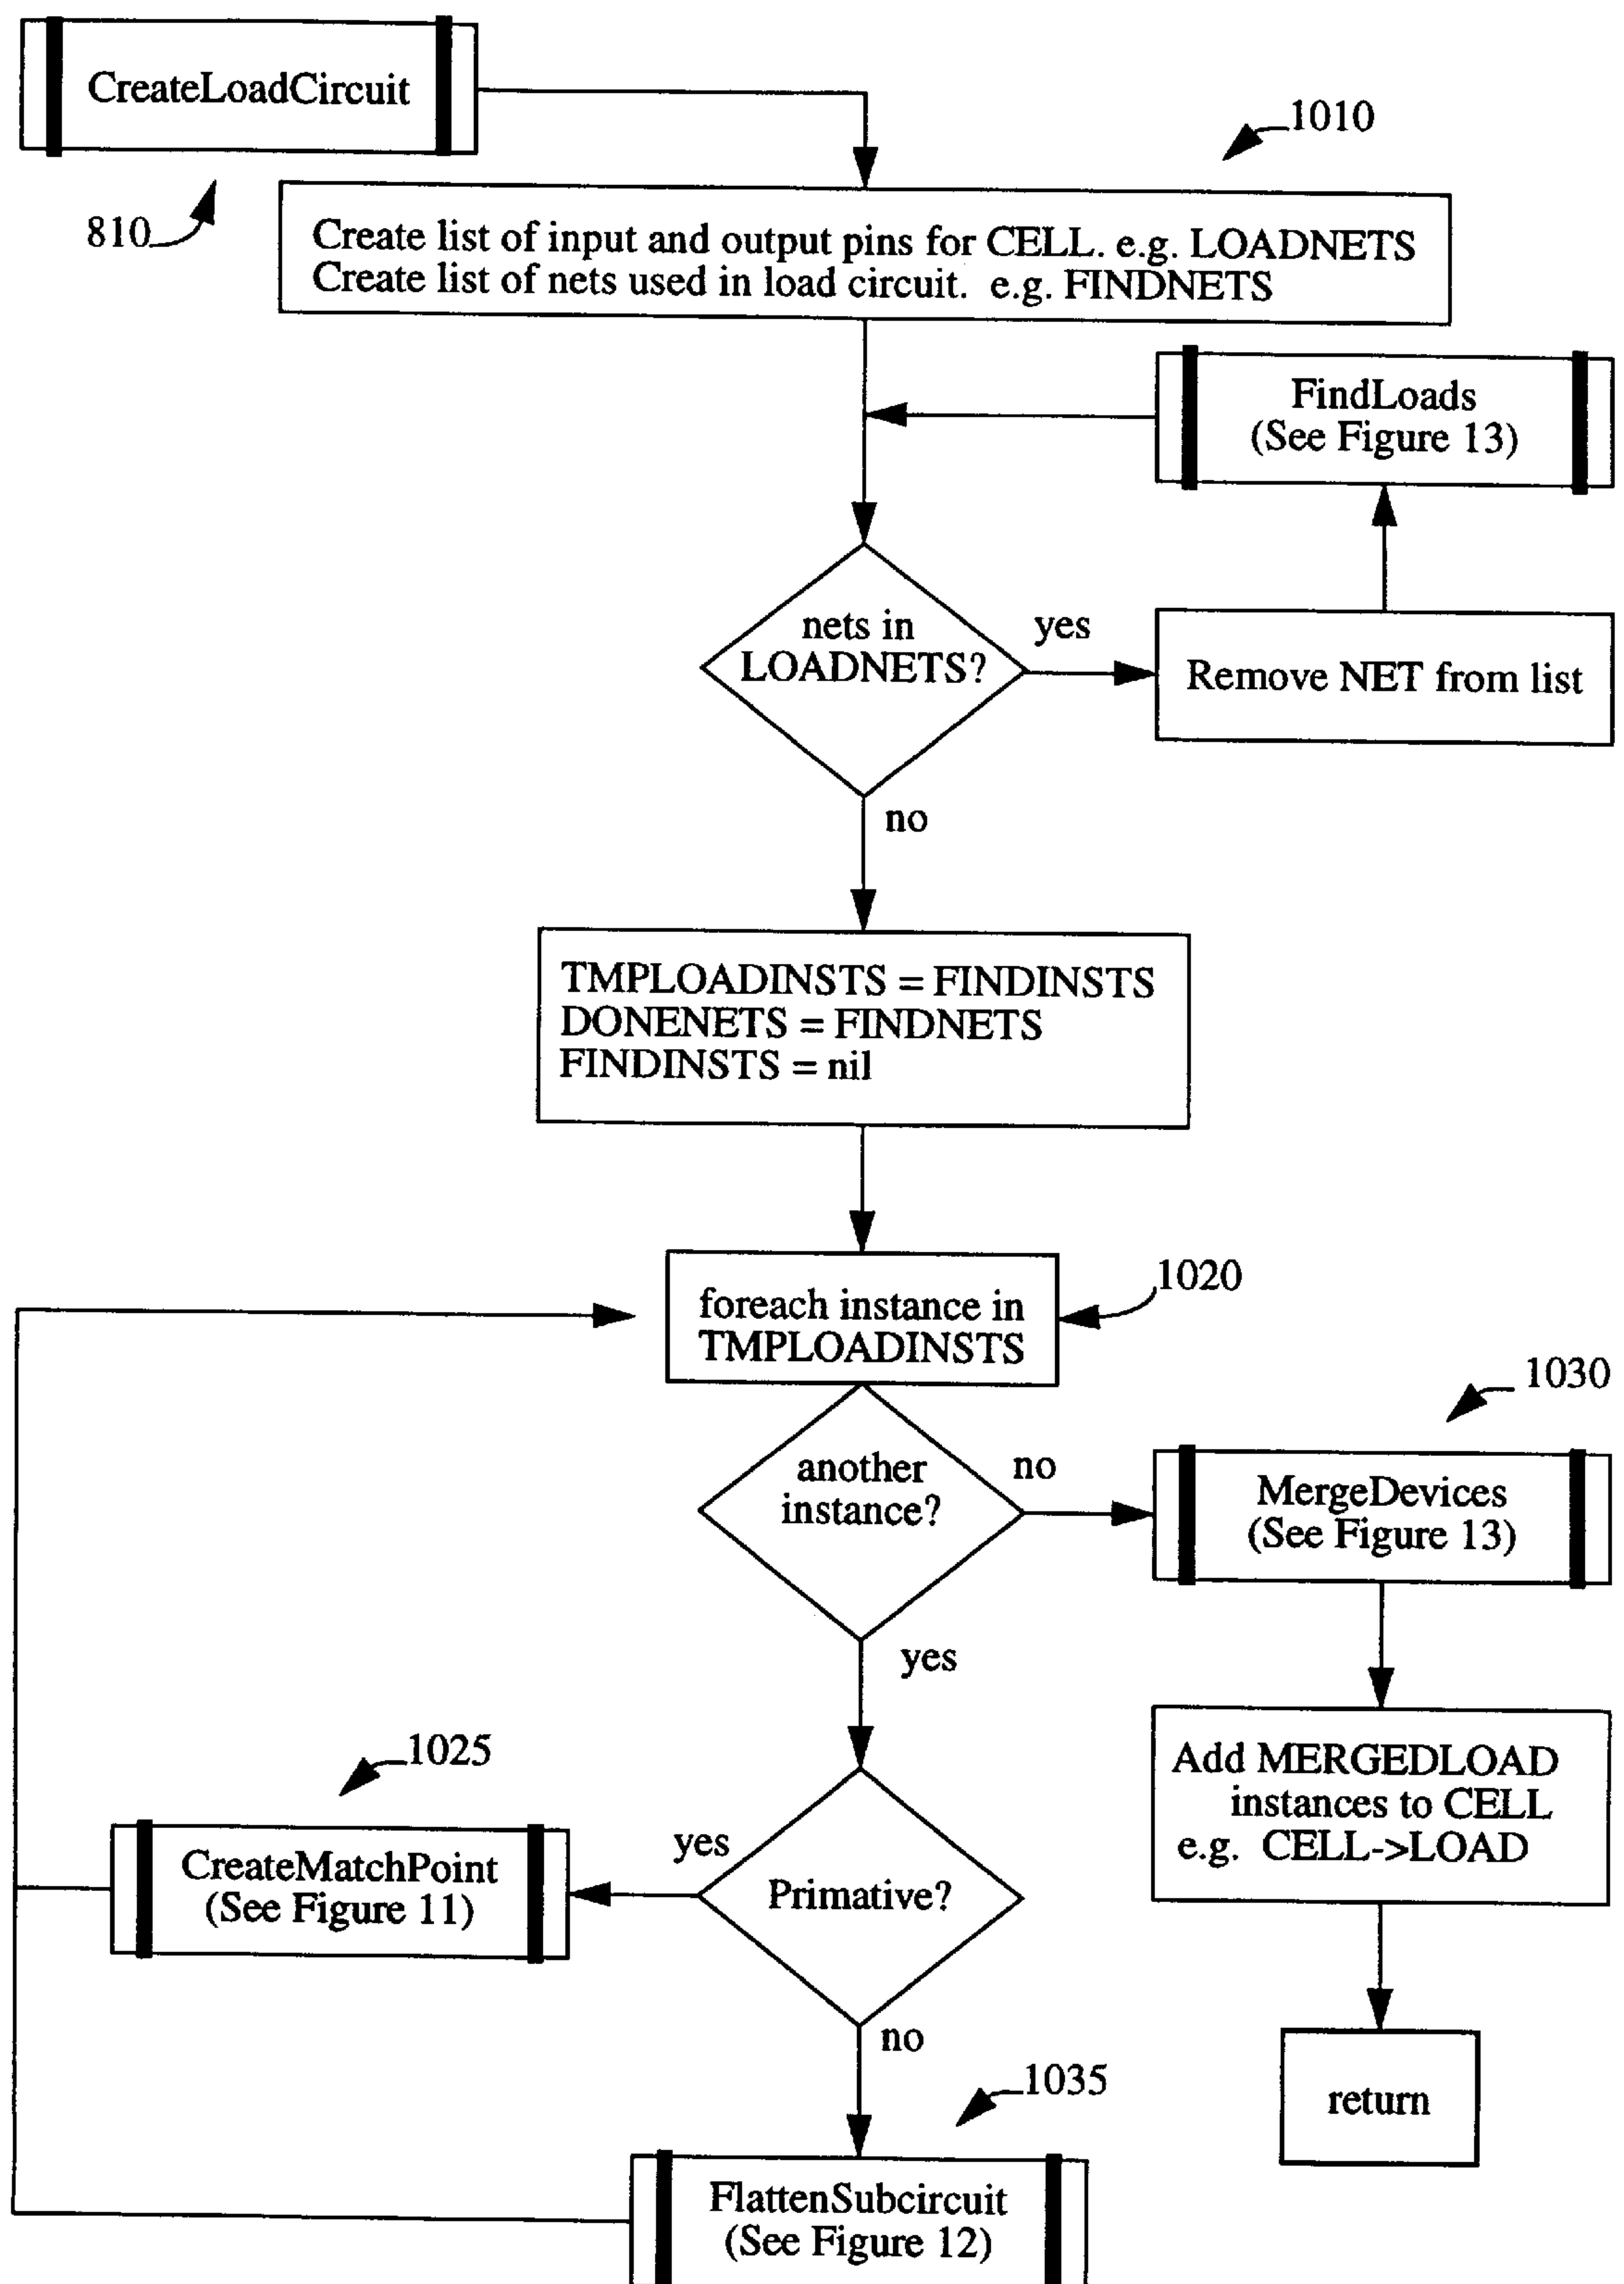 CreateLoadCircuit
1010
810
Create list of input and output pins for CELL. e.g. LOADNETS
Create list of nets used in load circuit. e.g. FINDNETS
FindLoads
(See Figure 13)
nets in
LOADNETS?
yes
Remove NET from list
no
TMPLOADINSTS = FINDINSTS
DONENETS = FINDNETS
FINDINSTS = nil
1020
foreach instance in
TMPLOADINSTS
1030
another
instance?
no
MergeDevices
(See Figure 13)
yes
Add MERGEDLOAD
instances to CELL
e.g. CELL->LOAD
1025
yes
CreateMatchPoint
(See Figure 11)
Primative?
no
1035
return
FlattenSubcircuit
(See Figure 12)